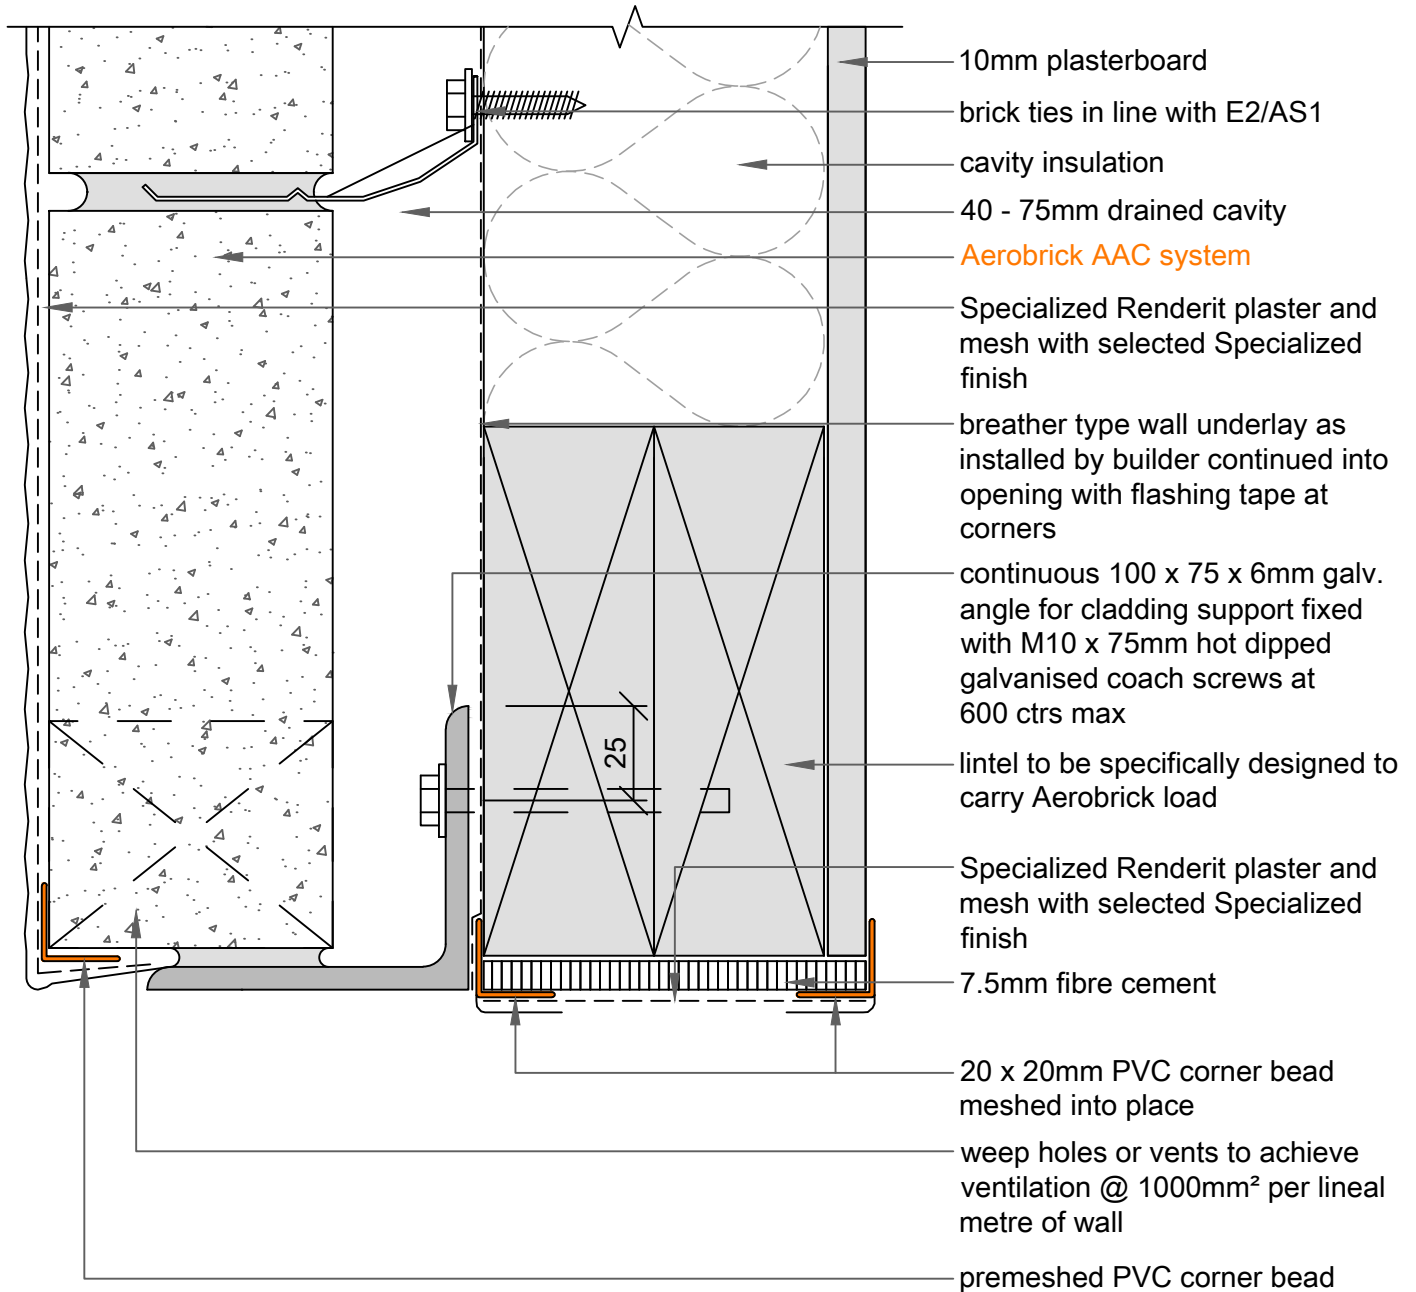 10mm plasterboard
brick ties in line with E2/AS1
cavity insulation
40 - 75mm drained cavity
Aerobrick AAC system
Specialized Renderit plaster and
mesh with selected Specialized
finish
breather type wall underlay as
installed by builder continued into
opening with flashing tape at
corners
continuous 100 x 75 x 6mm galv.
angle for cladding support fixed
with M10 x 75mm hot dipped
galvanised coach screws at
600 ctrs max
25
lintel to be specifically designed to
carry Aerobrick load
Specialized Renderit plaster and
mesh with selected Specialized
finish
7.5mm fibre cement
20 x 20mm PVC corner bead
meshed into place
weep holes or vents to achieve
ventilation @ 1000mm² per lineal
metre of wall
premeshed PVC corner bead